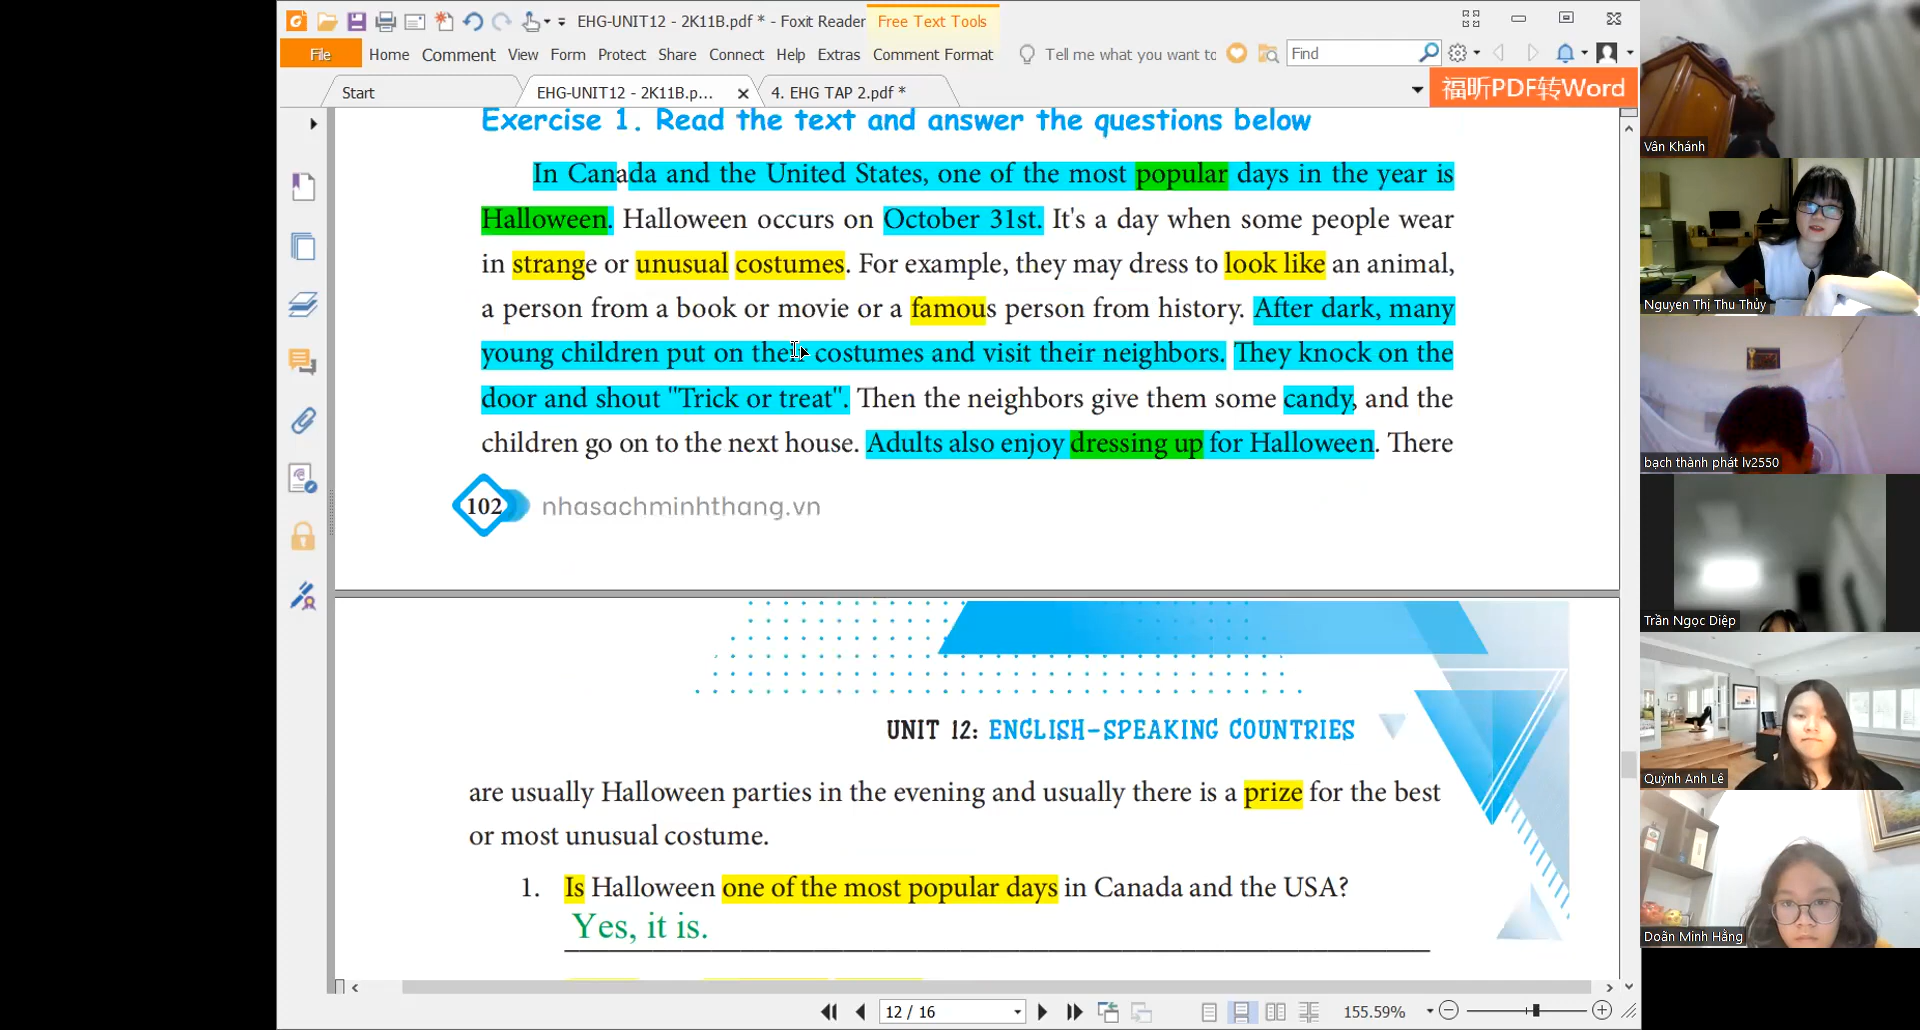 EHG-UNIT12 - 2K11B.pdf * - Foxit Reader
Free Text Tools
File Home Comment View Form Protect Share Connect Help Extras Comment Format Tell me what you want to Find
Start
EHG-UNIT12 - 2K11B.p...
4. EHG TAP 2.pdf *
福昕PDF转Word
Exercise 1. Read the text and answer the questions below
In Canada and the United States, one of the most popular days in the year is
Halloween. Halloween occurs on October 31st. It's a day when some people wear
in strange or unusual costumes. For example, they may dress to look like an animal,
a person from a book or movie or a famous person from history. After dark, many
young children put on their costumes and visit their neighbors. They knock on the
door and shout "Trick or treat". Then the neighbors give them some candy, and the
children go on to the next house. Adults also enjoy dressing up for Halloween. There
102
nhasachminhthang.vn
UNIT 12: ENGLISH-SPEAKING COUNTRIES
are usually Halloween parties in the evening and usually there is a prize for the best
or most unusual costume.
1. Is Halloween one of the most popular days in Canada and the USA?
Yes, it is.
12 / 16
155.59%
Vân Khánh
Nguyen Thị Thu Thủy
bạch thành phát lv2550
Trần Ngọc Diệp
Quỳnh Anh Lê
Doãn Minh Hằng